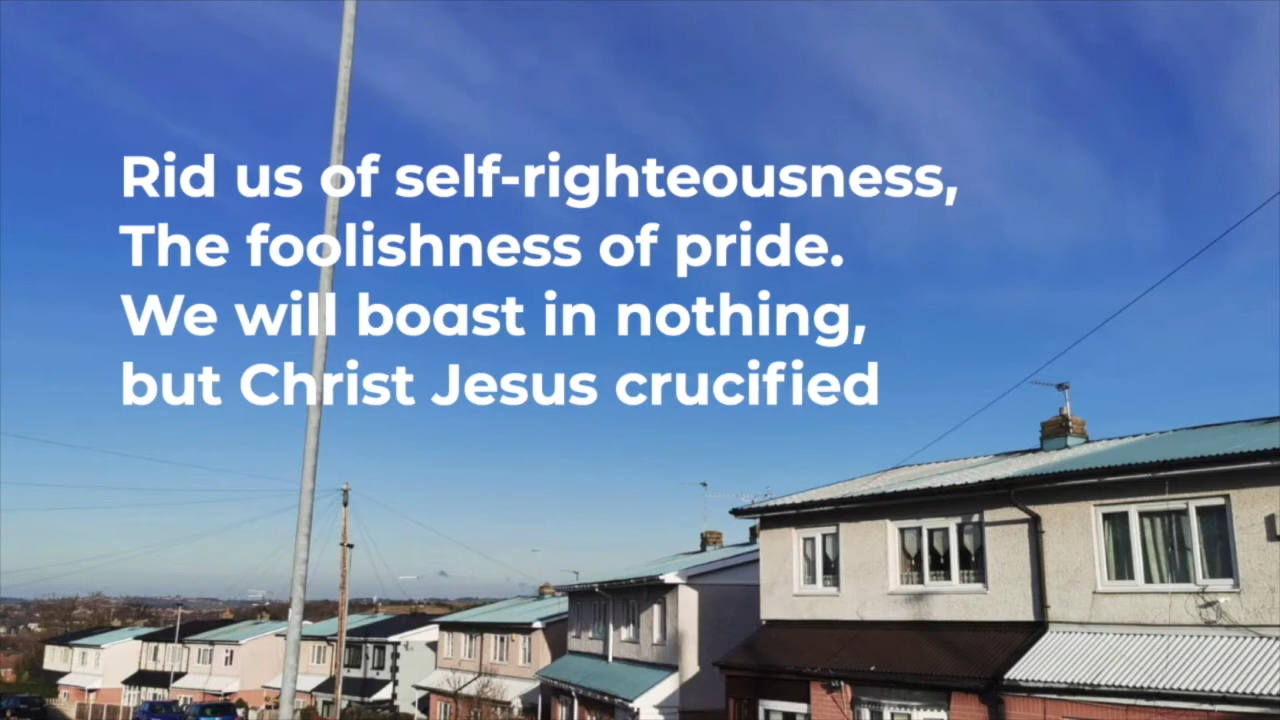 Rid us of self-righteousness,
The foolishness of pride.
We will boast in nothing,
but Christ Jesus crucified